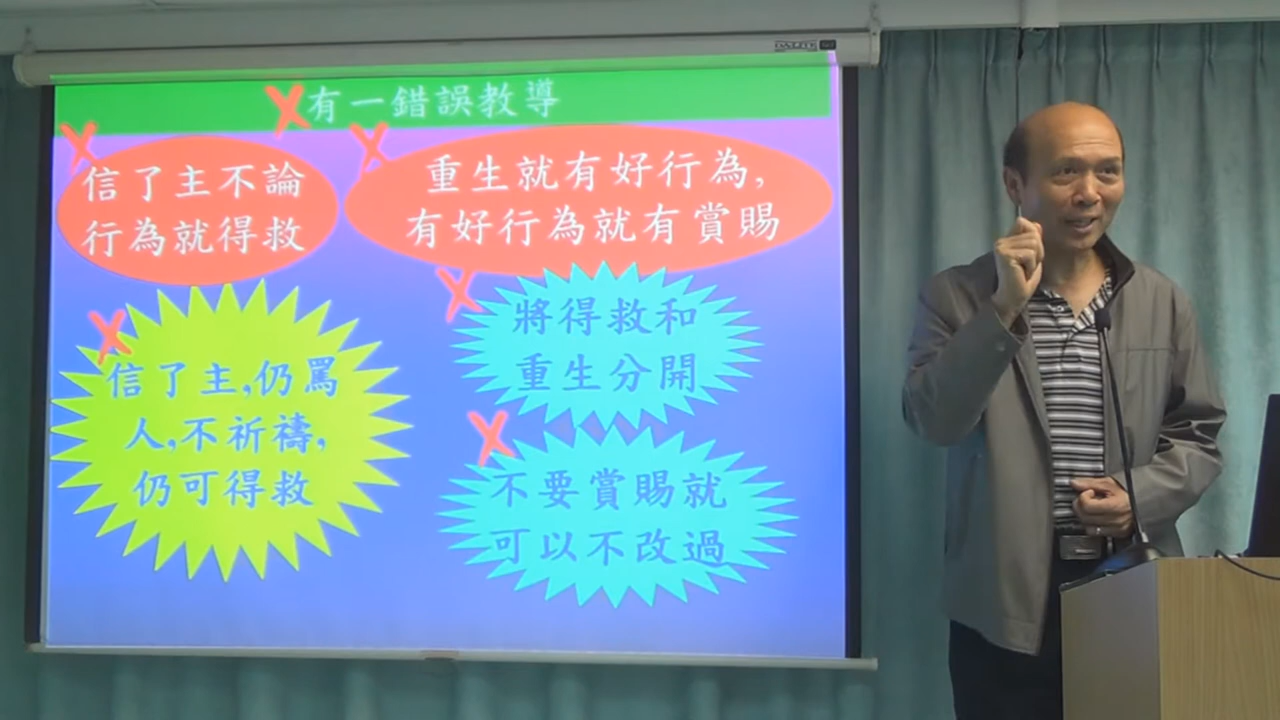 有一錯誤教導
信了主不論
行為就得救
重生就有好行為,
有好行為就有賞賜
信了主,仍罵
人,不祈禱,
仍可得救
將得救和
重生分開
不要賞賜就
可以不改過